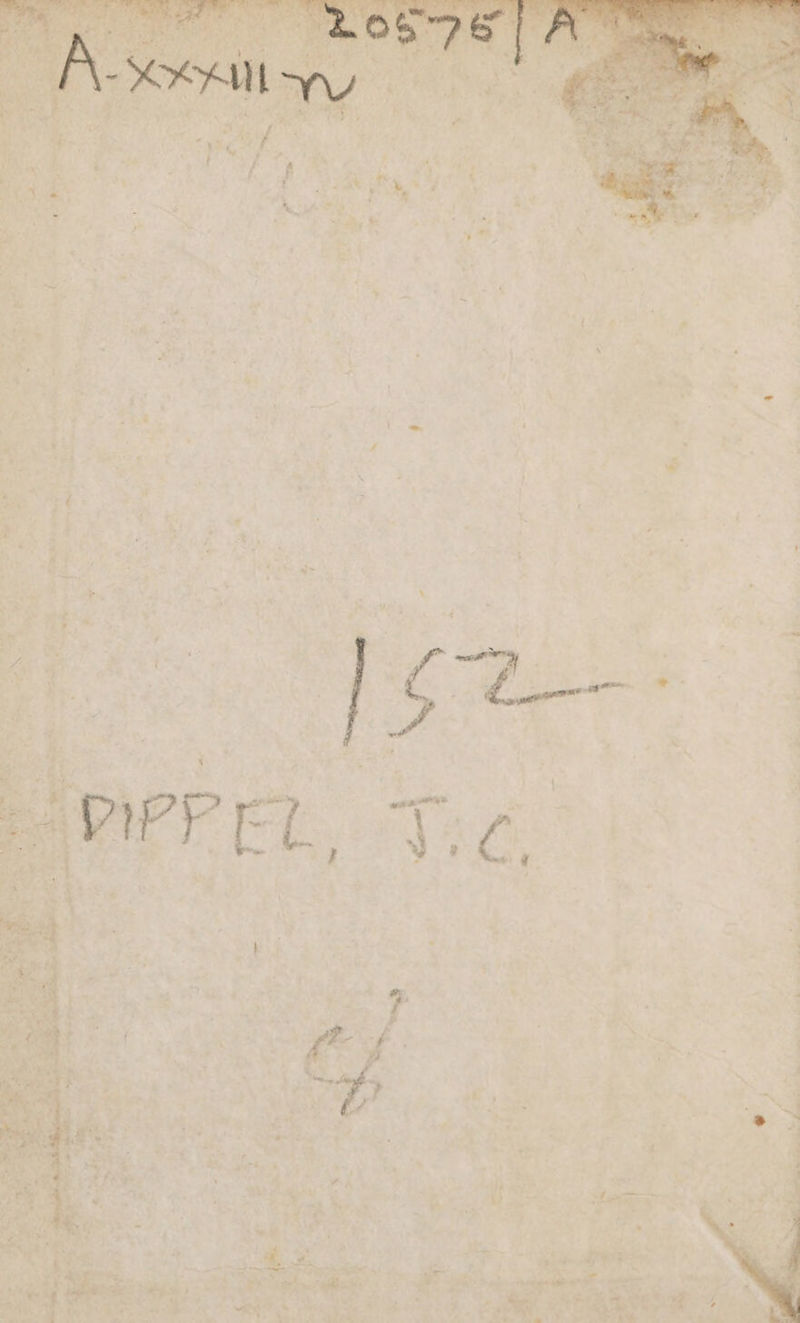 20575/A
A-xxxiii
152
DIPPEL, J.C.